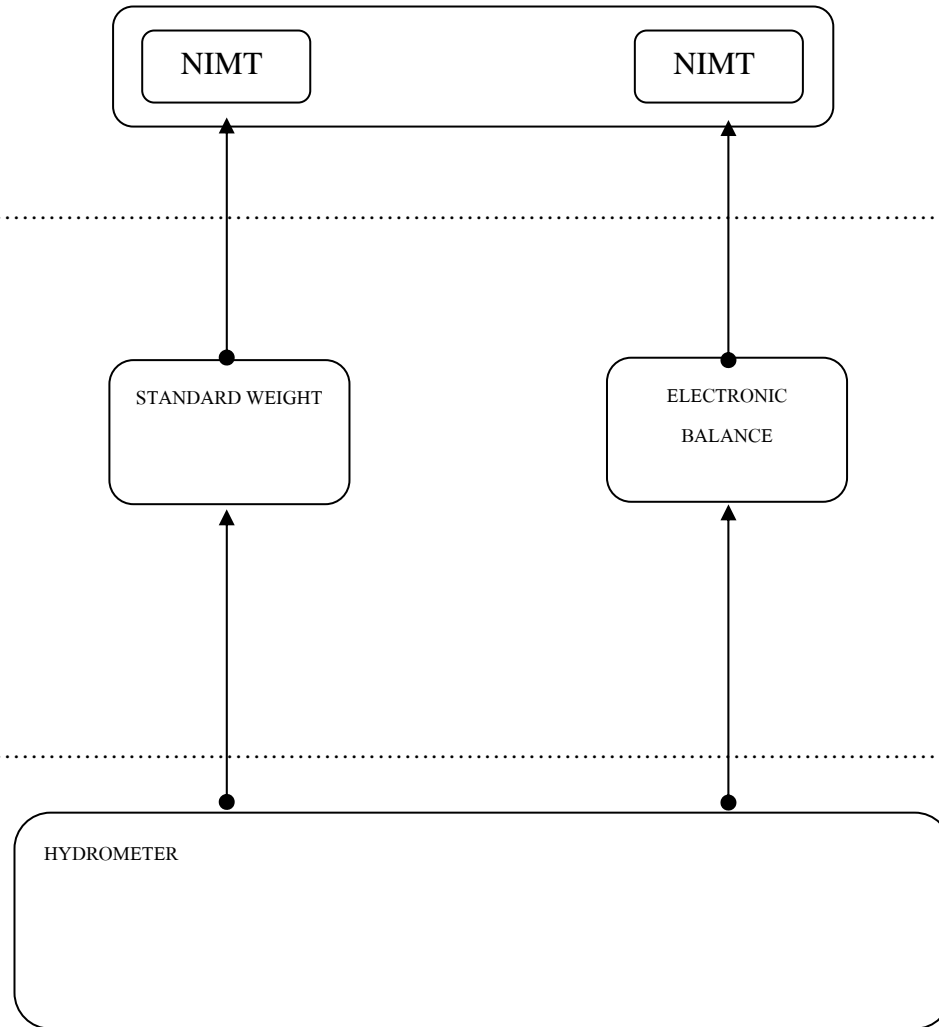 NIMT
NIMT
STANDARD WEIGHT
ELECTRONIC
BALANCE
HYDROMETER